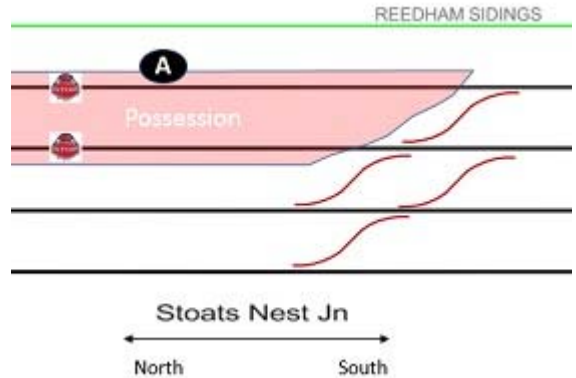 REEDHAM SIDINGS
A
Possession
Stoats Nest Jn
North South